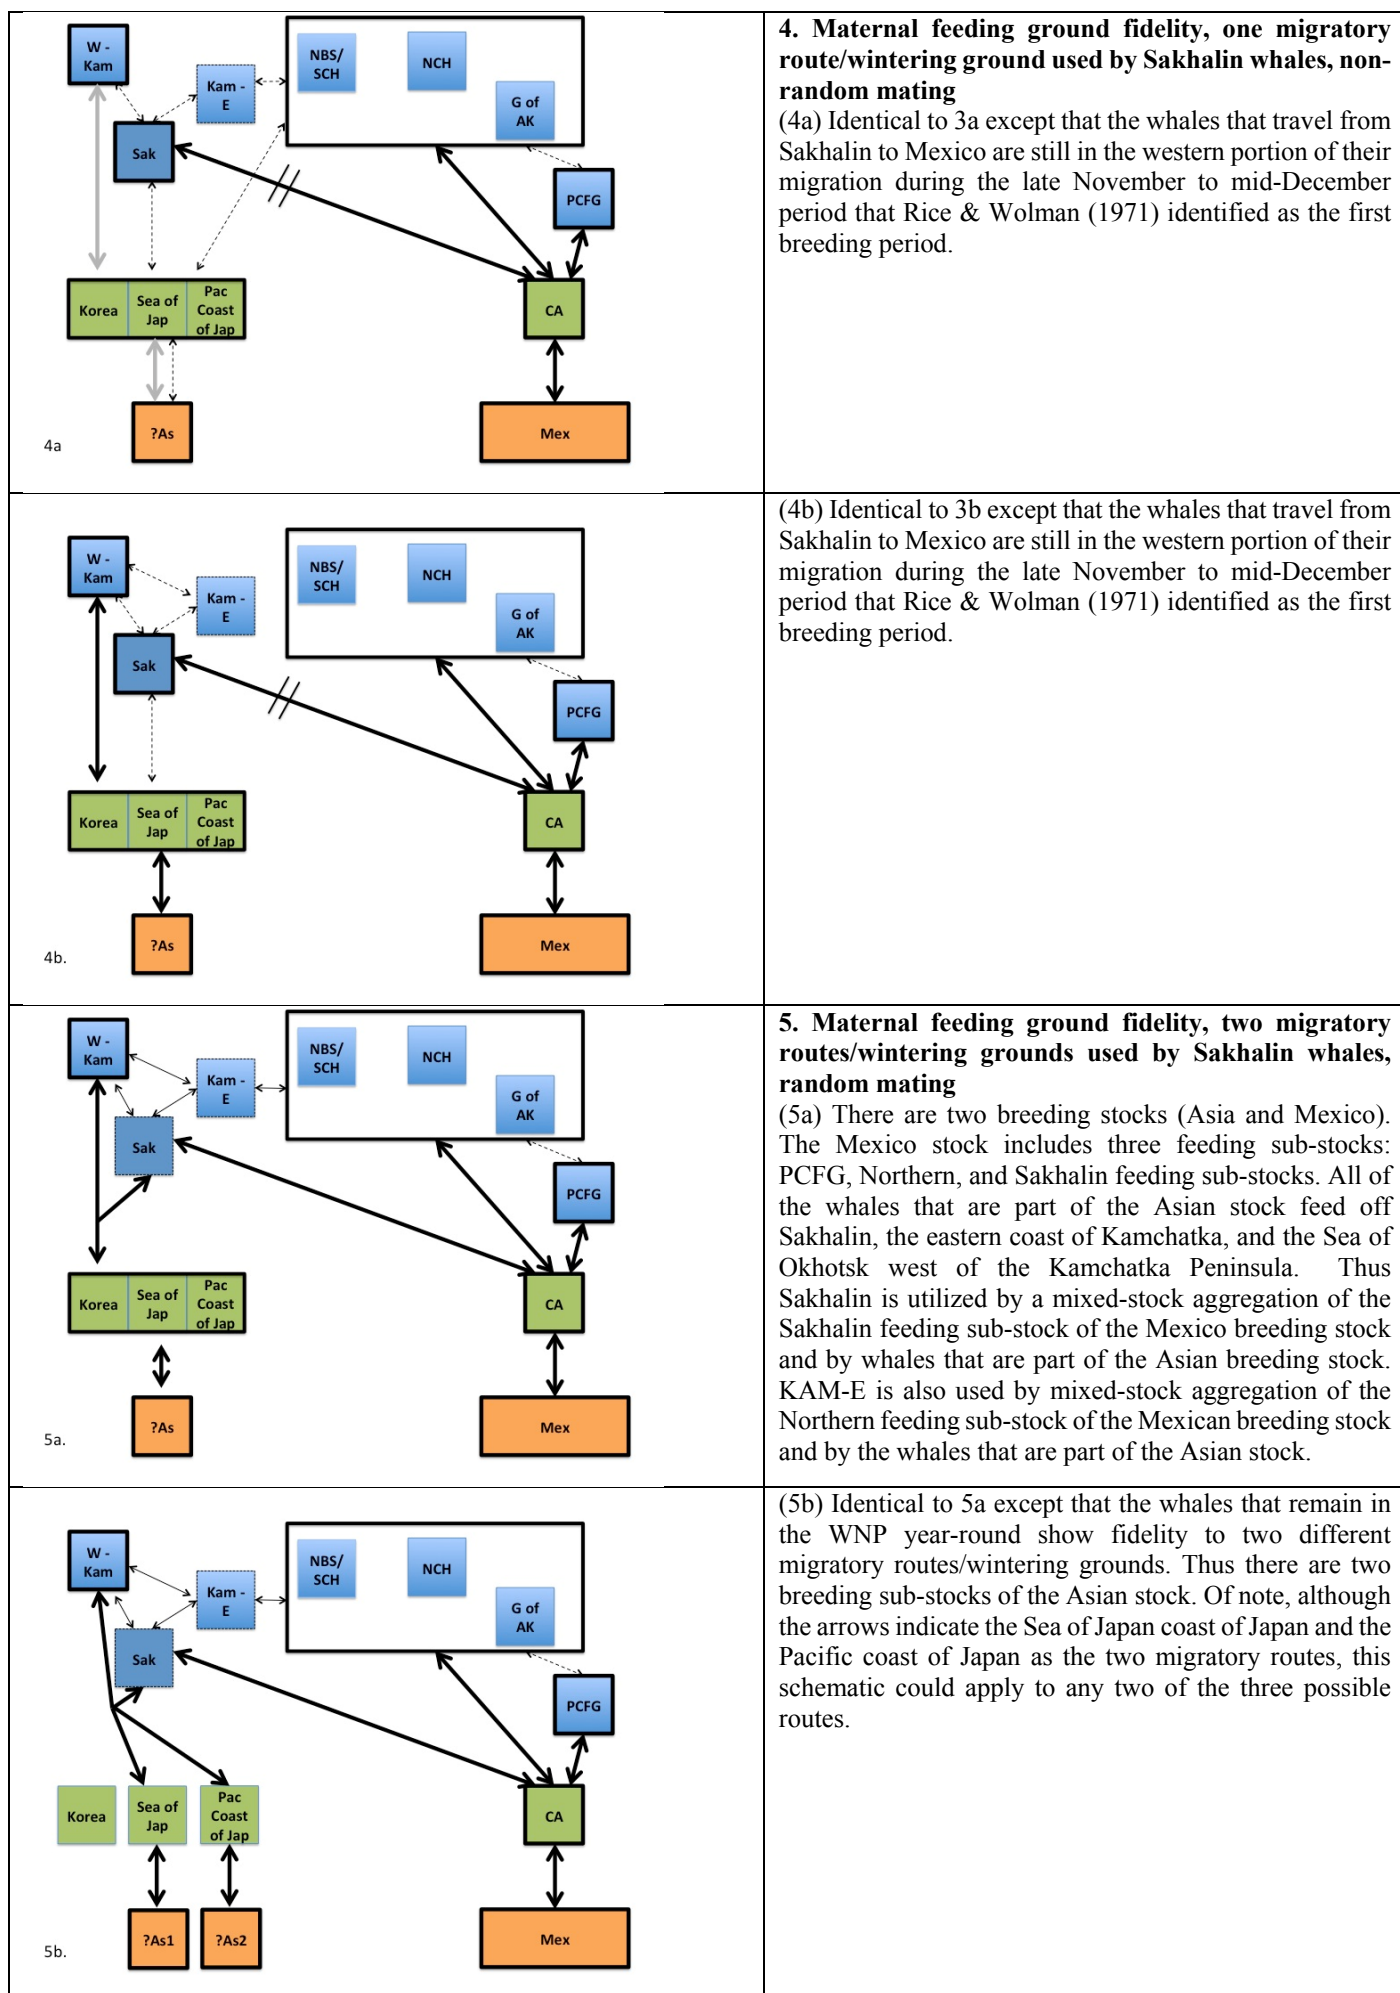 W -
Kam
Kam -
E
Sak
NBS/
SCH
NCH
G of
AK
PCFG
Korea
Sea of
Jap
Pac
Coast
of Jap
CA
?As
Mex
4a
4. Maternal feeding ground fidelity, one migratory
route/wintering ground used by Sakhalin whales, non-
random mating
(4a) Identical to 3a except that the whales that travel from
Sakhalin to Mexico are still in the western portion of their
migration during the late November to mid-December
period that Rice & Wolman (1971) identified as the first
breeding period.
W -
Kam
Kam -
E
Sak
NBS/
SCH
NCH
G of
AK
PCFG
Korea
Sea of
Jap
Pac
Coast
of Jap
CA
?As
Mex
4b.
(4b) Identical to 3b except that the whales that travel from
Sakhalin to Mexico are still in the western portion of their
migration during the late November to mid-December
period that Rice & Wolman (1971) identified as the first
breeding period.
W -
Kam
Kam -
E
Sak
NBS/
SCH
NCH
G of
AK
PCFG
Korea
Sea of
Jap
Pac
Coast
of Jap
CA
?As
Mex
5a.
5. Maternal feeding ground fidelity, two migratory
routes/wintering grounds used by Sakhalin whales,
random mating
(5a) There are two breeding stocks (Asia and Mexico).
The Mexico stock includes three feeding sub-stocks:
PCFG, Northern, and Sakhalin feeding sub-stocks. All of
the whales that are part of the Asian stock feed off
Sakhalin, the eastern coast of Kamchatka, and the Sea of
Okhotsk west of the Kamchatka Peninsula. Thus
Sakhalin is utilized by a mixed-stock aggregation of the
Sakhalin feeding sub-stock of the Mexico breeding stock
and by whales that are part of the Asian breeding stock.
KAM-E is also used by mixed-stock aggregation of the
Northern feeding sub-stock of the Mexican breeding stock
and by the whales that are part of the Asian stock.
W -
Kam
Kam -
E
Sak
NBS/
SCH
NCH
G of
AK
PCFG
Korea
Sea of
Jap
Pac
Coast
of Jap
CA
?As1
?As2
Mex
5b.
(5b) Identical to 5a except that the whales that remain in
the WNP year-round show fidelity to two different
migratory routes/wintering grounds. Thus there are two
breeding sub-stocks of the Asian stock. Of note, although
the arrows indicate the Sea of Japan coast of Japan and the
Pacific coast of Japan as the two migratory routes, this
schematic could apply to any two of the three possible
routes.